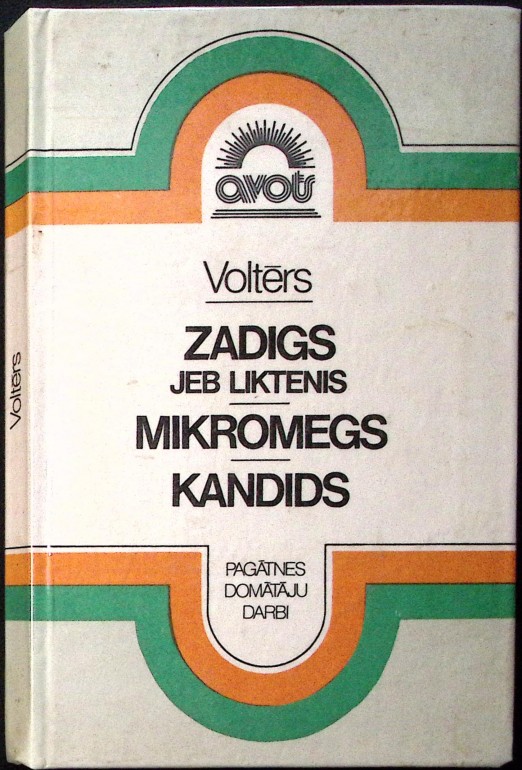 avots
Voltērs
ZADIGS
JEB LIKTENIS
MIKROMEGS
KANDIDS
PAGĀTNES
DOMĀTĀJU
DARBI
Voltērs